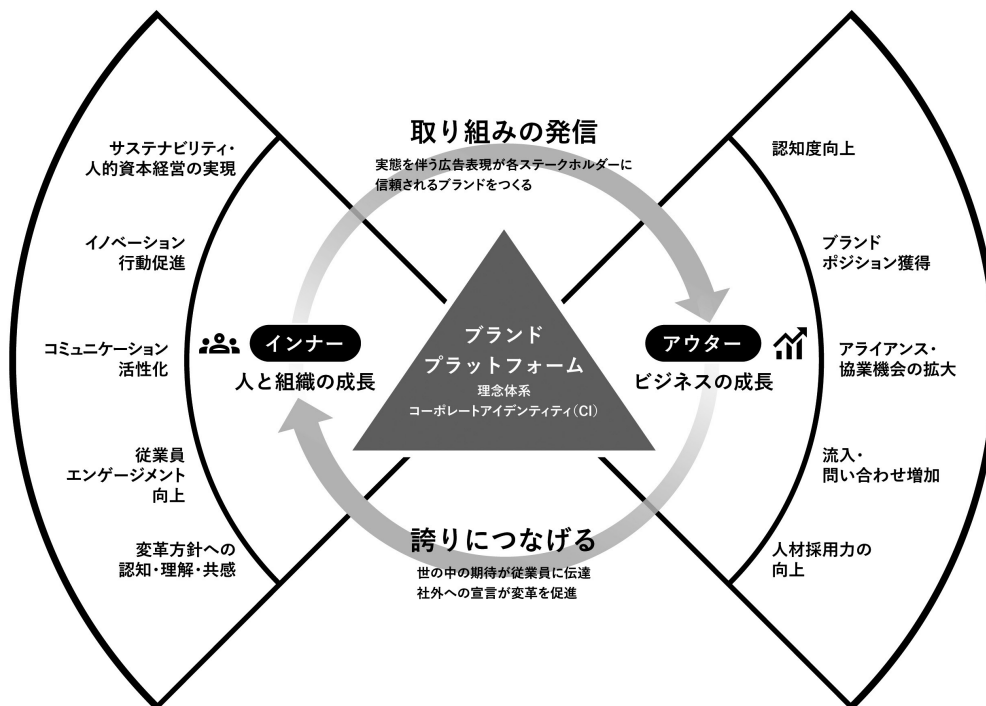 取り組みの発信
実態を伴う広告表現が各ステークホルダーに
信頼されるブランドをつくる
サステナビリティ・
人的資本経営の実現
イノベーション
行動促進
コミュニケーション
活性化
従業員
エンゲージメント
向上
変革方針への
認知・理解・共感
インナー
人と組織の成長
ブランド
プラットフォーム
理念体系
コーポレートアイデンティティ(CI)
アウター
ビジネスの成長
認知度向上
ブランド
ポジション獲得
アライアンス・
協業機会の拡大
流入・
問い合わせ増加
人材採用力の
向上
誇りにつなげる
世の中の期待が従業員に伝達
社外への宣言が変革を促進